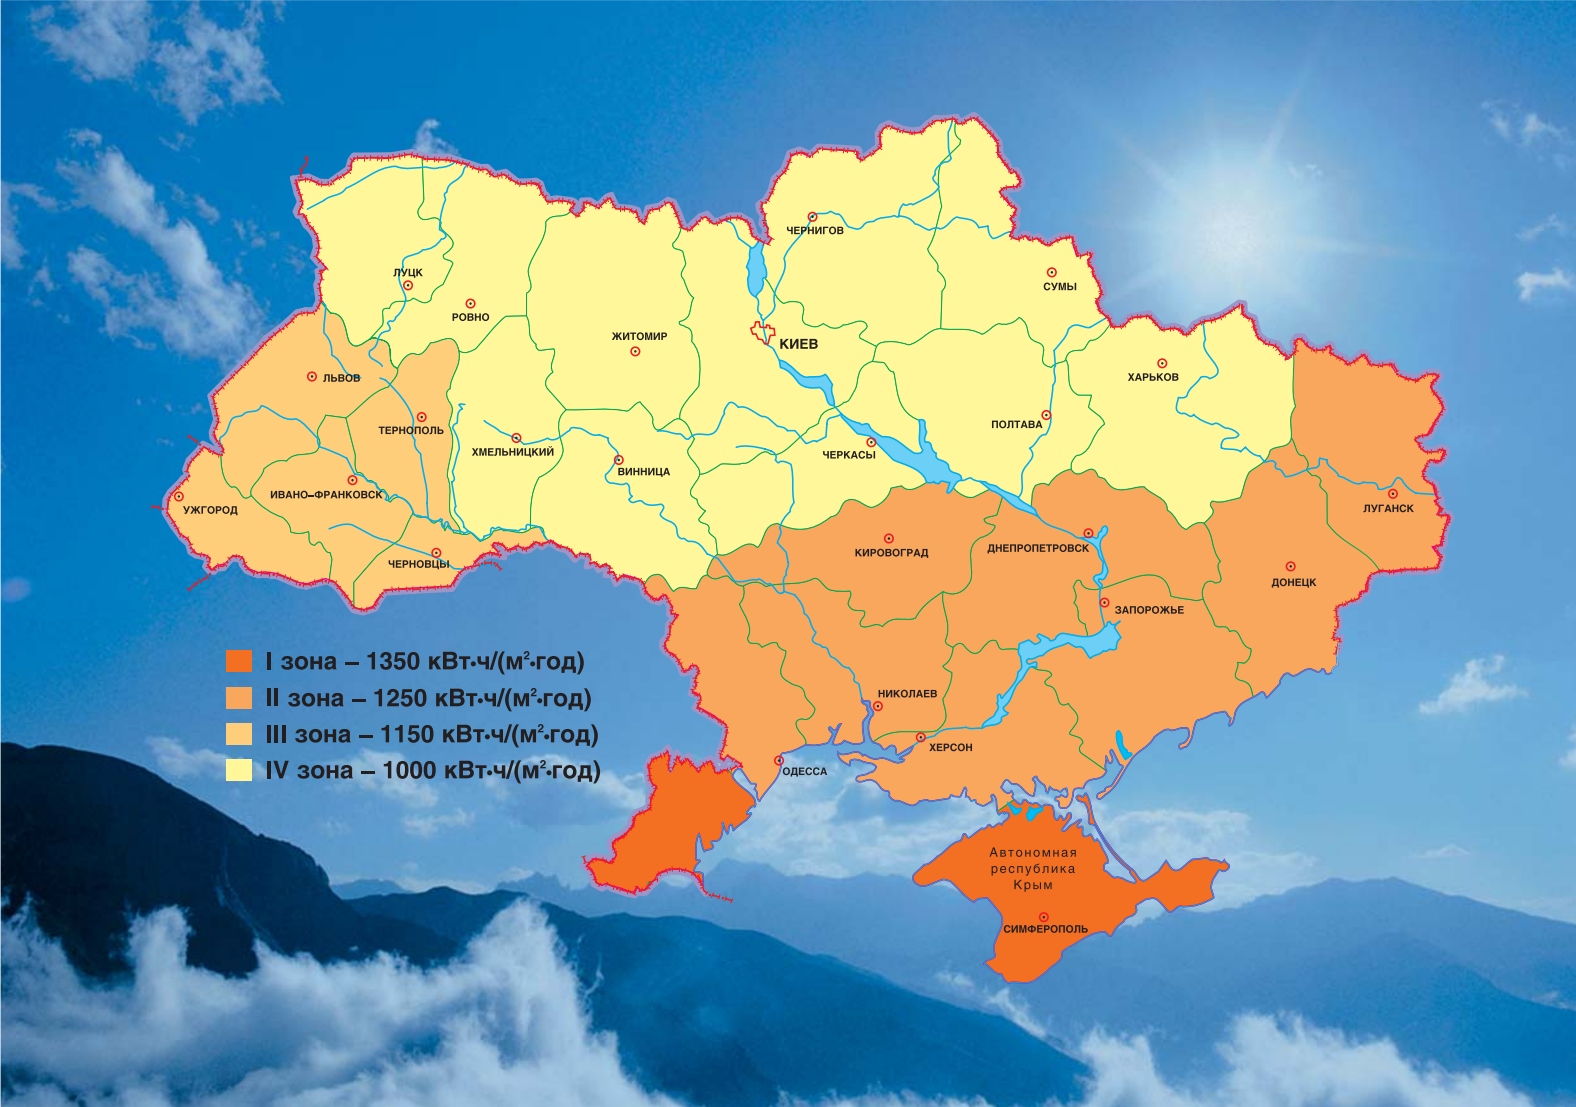 ЧЕРНИГОВ
ЛУЦК
СУМЫ
РОВНО
ЖИТОМИР
КИЕВ
ЛЬВОВ
ХАРЬКОВ
ТЕРНОПОЛЬ
ПОЛТАВА
ХМЕЛЬНИЦКИЙ
ЧЕРКАСЫ
ВИННИЦА
ИВАНО–ФРАНКОВСК
УЖГОРОД
ЛУГАНСК
КИРОВОГРАД
ДНЕПРОПЕТРОВСК
ЧЕРНОВЦЫ
ДОНЕЦК
ЗАПОРОЖЬЕ
I зона – 1350 кВт·ч/(м²·год)
II зона – 1250 кВт·ч/(м²·год)
III зона – 1150 кВт·ч/(м²·год)
IV зона – 1000 кВт·ч/(м²·год)
НИКОЛАЕВ
ХЕРСОН
ОДЕССА
Автономная
республика
Крым
СИМФЕРОПОЛЬ